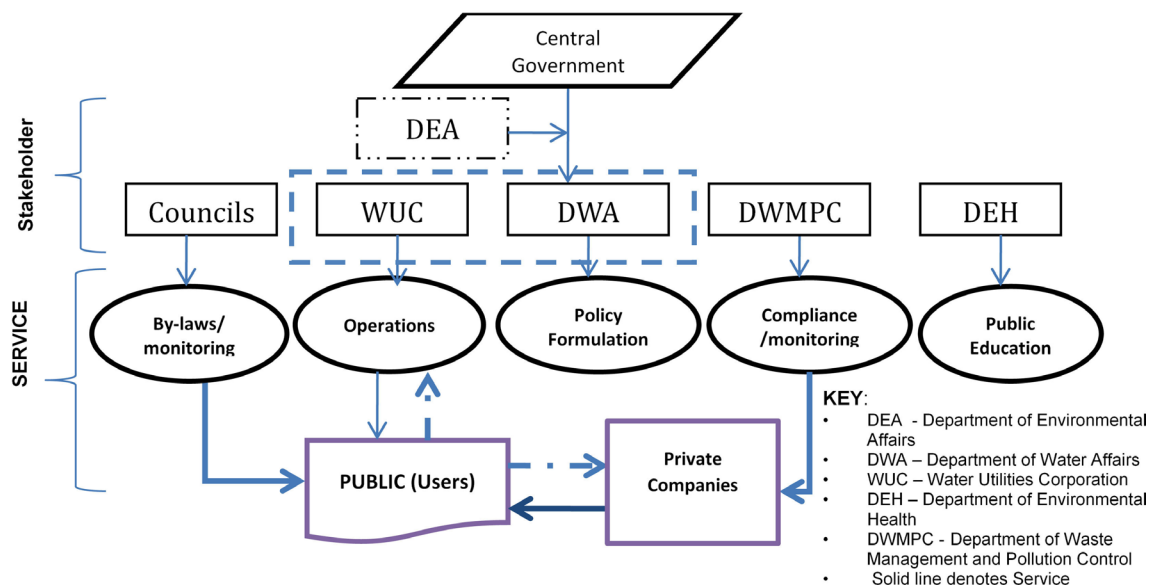 Central
Government
DEA
Stakeholder
Councils
WUC
DWA
DWMPC
DEH
SERVICE
By-laws/
monitoring
Operations
Policy
Formulation
Compliance
/monitoring
Public
Education
PUBLIC (Users)
Private
Companies
KEY:
• DEA - Department of Environmental
Affairs
• DWA – Department of Water Affairs
• WUC – Water Utilities Corporation
• DEH – Department of Environmental
Health
• DWMPC - Department of Waste
Management and Pollution Control
• Solid line denotes Service